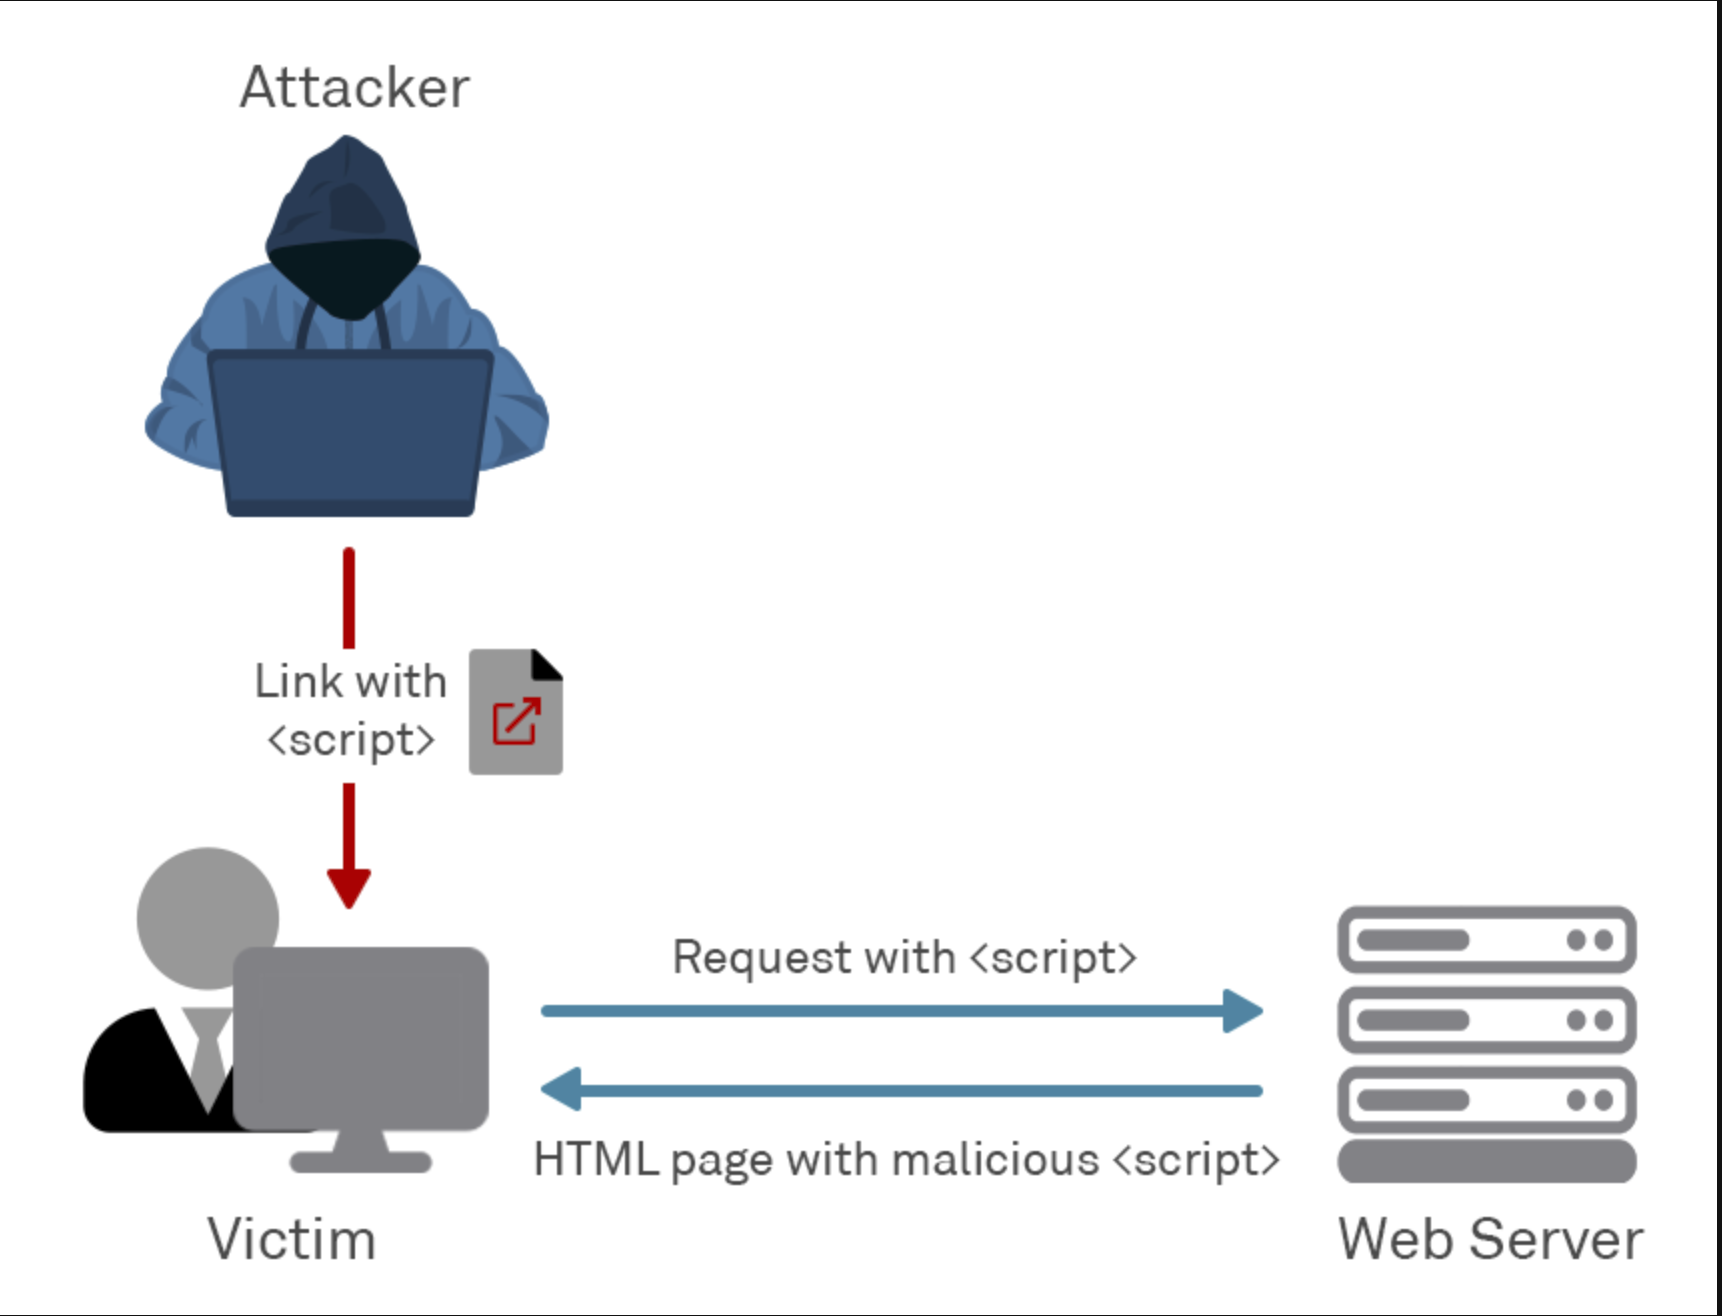 Attacker
Link with
<script>
Request with <script>
HTML page with malicious <script>
Victim
Web Server